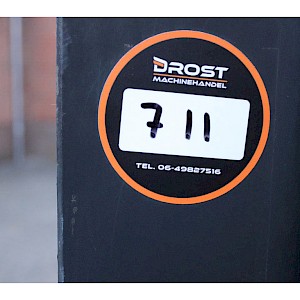 DROST
MACHINEHANDEL
711
TEL. 06-49827516